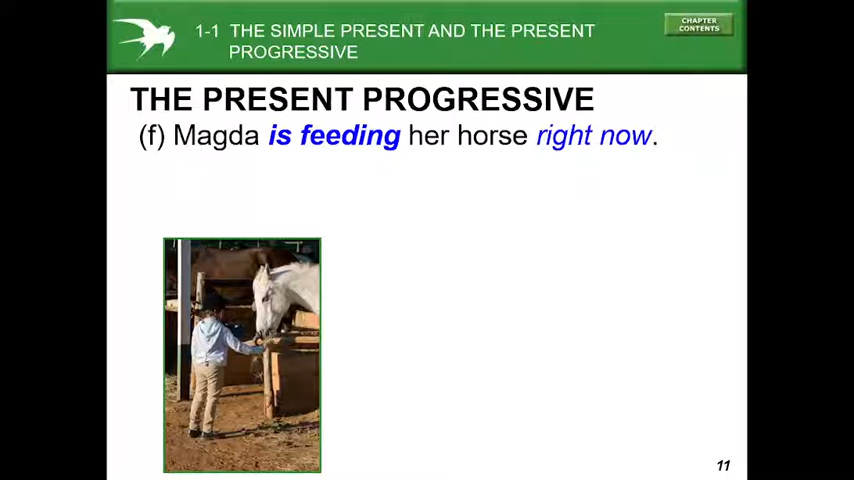 1-1 THE SIMPLE PRESENT AND THE PRESENT
PROGRESSIVE
CHAPTER
CONTENTS
THE PRESENT PROGRESSIVE
(f) Magda is feeding her horse right now.
11